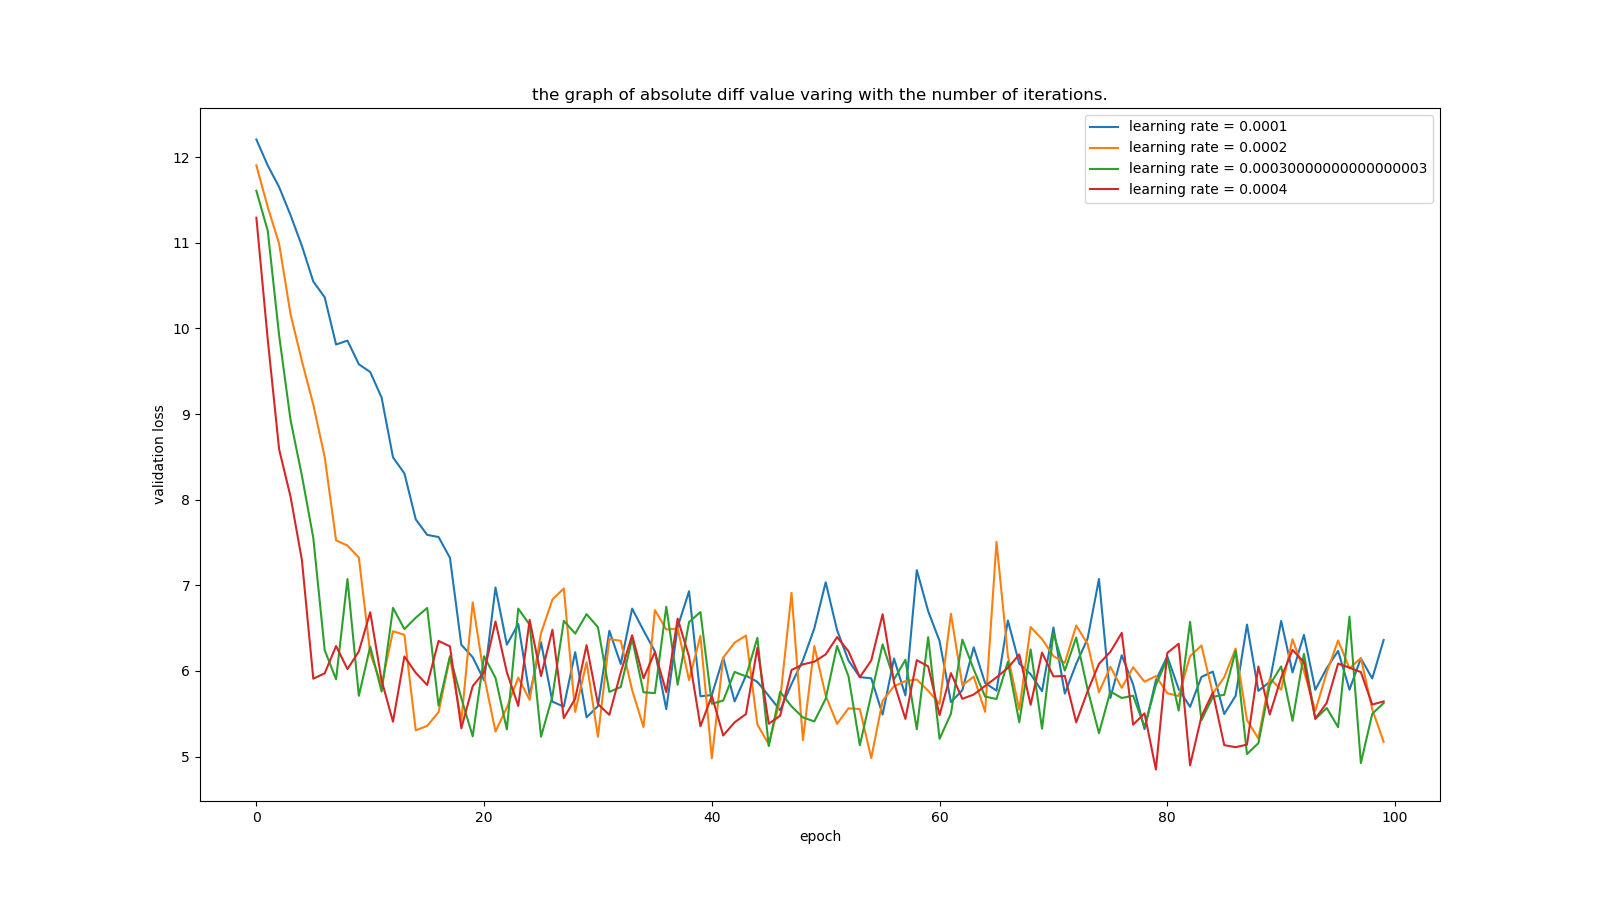 the graph of absolute diff value varing with the number of iterations.
learning rate = 0.0001
learning rate = 0.0002
learning rate = 0.00030000000000000003
learning rate = 0.0004
validation loss
12
11
10
9
8
7
6
5
0 20 40 60 80 100
epoch